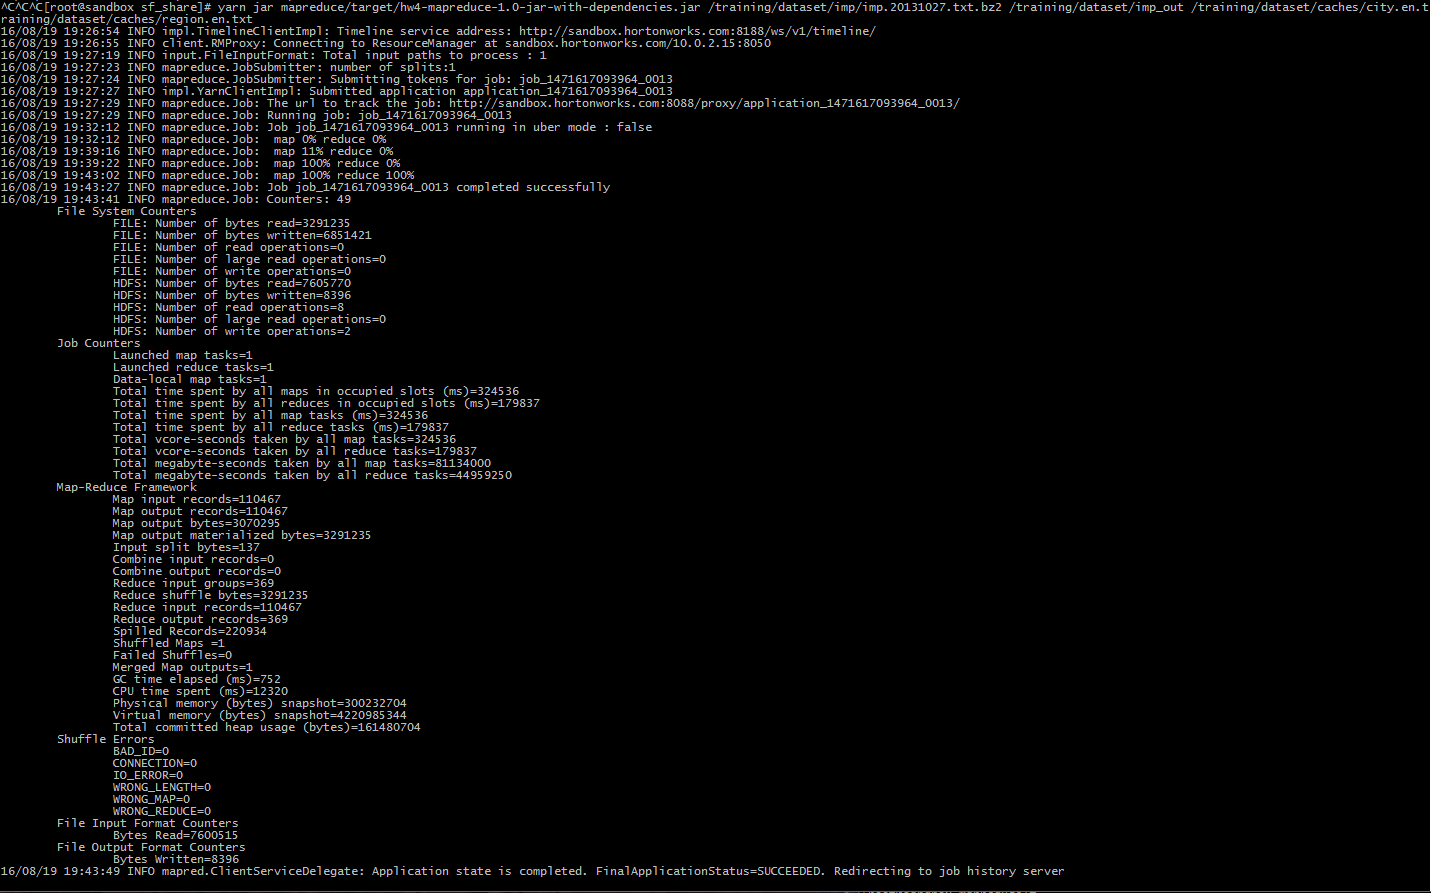 ^C^C^C[root@sandbox sf_share]# yarn jar mapreduce/target/hw4-mapreduce-1.0-jar-with-dependencies.jar /training/dataset/imp/imp.20131027.txt.bz2 /training/dataset/imp_out /training/dataset/caches/city.en.t
raining/dataset/caches/region.en.txt
16/08/19 19:26:54 INFO impl.TimelineClientImpl: Timeline service address: http://sandbox.hortonworks.com:8188/ws/v1/timeline/
16/08/19 19:26:55 INFO client.RMProxy: Connecting to ResourceManager at sandbox.hortonworks.com/10.0.2.15:8050
16/08/19 19:27:19 INFO input.FileInputFormat: Total input paths to process : 1
16/08/19 19:27:23 INFO mapreduce.JobSubmitter: number of splits:1
16/08/19 19:27:24 INFO mapreduce.JobSubmitter: Submitting tokens for job: job_1471617093964_0013
16/08/19 19:27:27 INFO impl.YarnClientImpl: Submitted application application_1471617093964_0013
16/08/19 19:27:29 INFO mapreduce.Job: The url to track the job: http://sandbox.hortonworks.com:8088/proxy/application_1471617093964_0013/
16/08/19 19:27:29 INFO mapreduce.Job: Running job: job_1471617093964_0013
16/08/19 19:32:12 INFO mapreduce.Job: Job job_1471617093964_0013 running in uber mode : false
16/08/19 19:32:12 INFO mapreduce.Job:  map 0% reduce 0%
16/08/19 19:39:16 INFO mapreduce.Job:  map 11% reduce 0%
16/08/19 19:39:22 INFO mapreduce.Job:  map 100% reduce 0%
16/08/19 19:43:02 INFO mapreduce.Job:  map 100% reduce 100%
16/08/19 19:43:27 INFO mapreduce.Job: Job job_1471617093964_0013 completed successfully
16/08/19 19:43:41 INFO mapreduce.Job: Counters: 49
File System Counters
FILE: Number of bytes read=3291235
FILE: Number of bytes written=6851421
FILE: Number of read operations=0
FILE: Number of large read operations=0
FILE: Number of write operations=0
HDFS: Number of bytes read=7605770
HDFS: Number of bytes written=8396
HDFS: Number of read operations=8
HDFS: Number of large read operations=0
HDFS: Number of write operations=2
Job Counters
Launched map tasks=1
Launched reduce tasks=1
Data-local map tasks=1
Total time spent by all maps in occupied slots (ms)=324536
Total time spent by all reduces in occupied slots (ms)=179837
Total time spent by all map tasks (ms)=324536
Total time spent by all reduce tasks (ms)=179837
Total vcore-seconds taken by all map tasks=324536
Total vcore-seconds taken by all reduce tasks=179837
Total megabyte-seconds taken by all map tasks=81134000
Total megabyte-seconds taken by all reduce tasks=44959250
Map-Reduce Framework
Map input records=110467
Map output records=110467
Map output bytes=3070295
Map output materialized bytes=3291235
Input split bytes=137
Combine input records=0
Combine output records=0
Reduce input groups=369
Reduce shuffle bytes=3291235
Reduce input records=110467
Reduce output records=369
Spilled Records=220934
Shuffled Maps =1
Failed Shuffles=0
Merged Map outputs=1
GC time elapsed (ms)=752
CPU time spent (ms)=12320
Physical memory (bytes) snapshot=300232704
Virtual memory (bytes) snapshot=4220985344
Total committed heap usage (bytes)=161480704
Shuffle Errors
BAD_ID=0
CONNECTION=0
IO_ERROR=0
WRONG_LENGTH=0
WRONG_MAP=0
WRONG_REDUCE=0
File Input Format Counters
Bytes Read=7600515
File Output Format Counters
Bytes Written=8396
16/08/19 19:43:49 INFO mapred.ClientServiceDelegate: Application state is completed. FinalApplicationStatus=SUCCEEDED. Redirecting to job history server